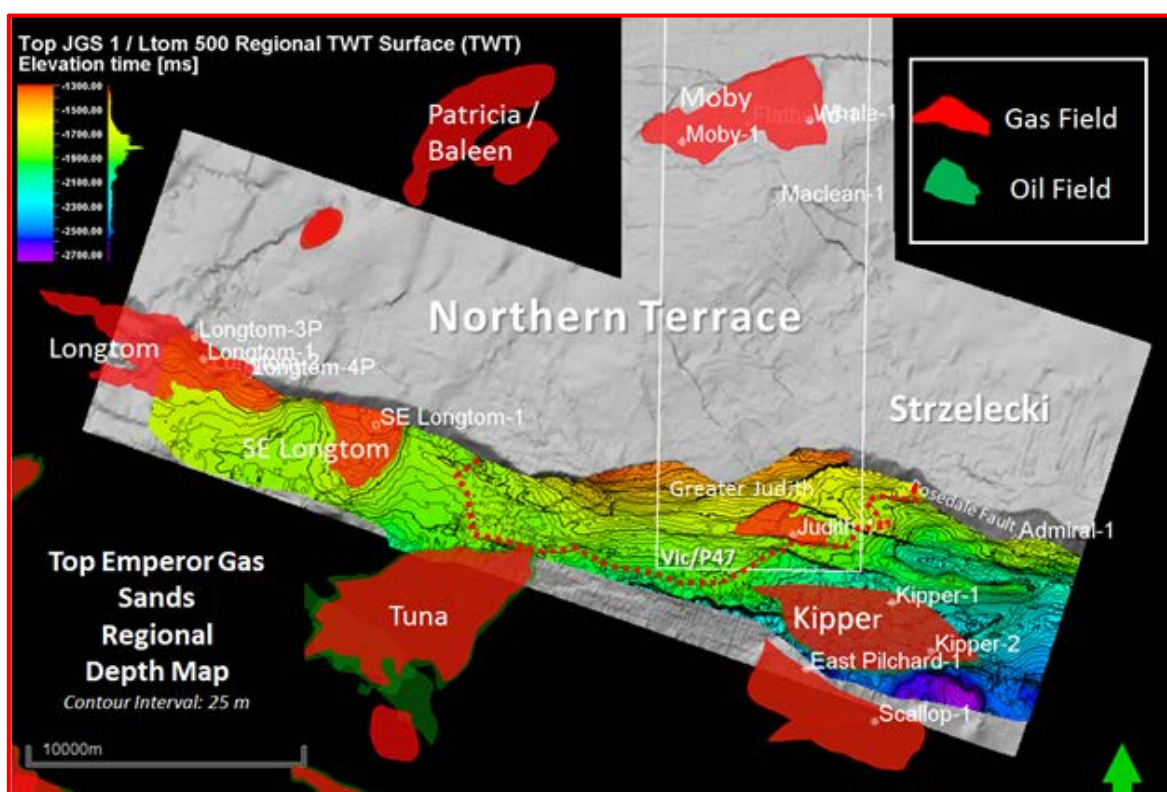 Top JGS 1 / Ltom 500 Regional TWT Surface (TWT)
Elevation time [ms]
-1300.00
-1500.00
-1700.00
-1900.00
-2100.00
-2300.00
-2500.00
-2700.00
Patricia /
Baleen
Moby
Whale-1
Moby-1
Maclean-1
Gas Field
Oil Field
Northern Terrace
Strzelecki
Longtom
Longtom-3P
Longtom-1
Longtom-4P
SE Longtom-1
SE Longtom
Greater Judith
Judith
Rosedale Fault
Admiral-1
Vic/P47
Top Emperor Gas
Sands
Regional
Depth Map
Contour Interval: 25 m
Tuna
Kipper-1
Kipper
Kipper-2
East Pilchard-1
Scallop-1
10000m